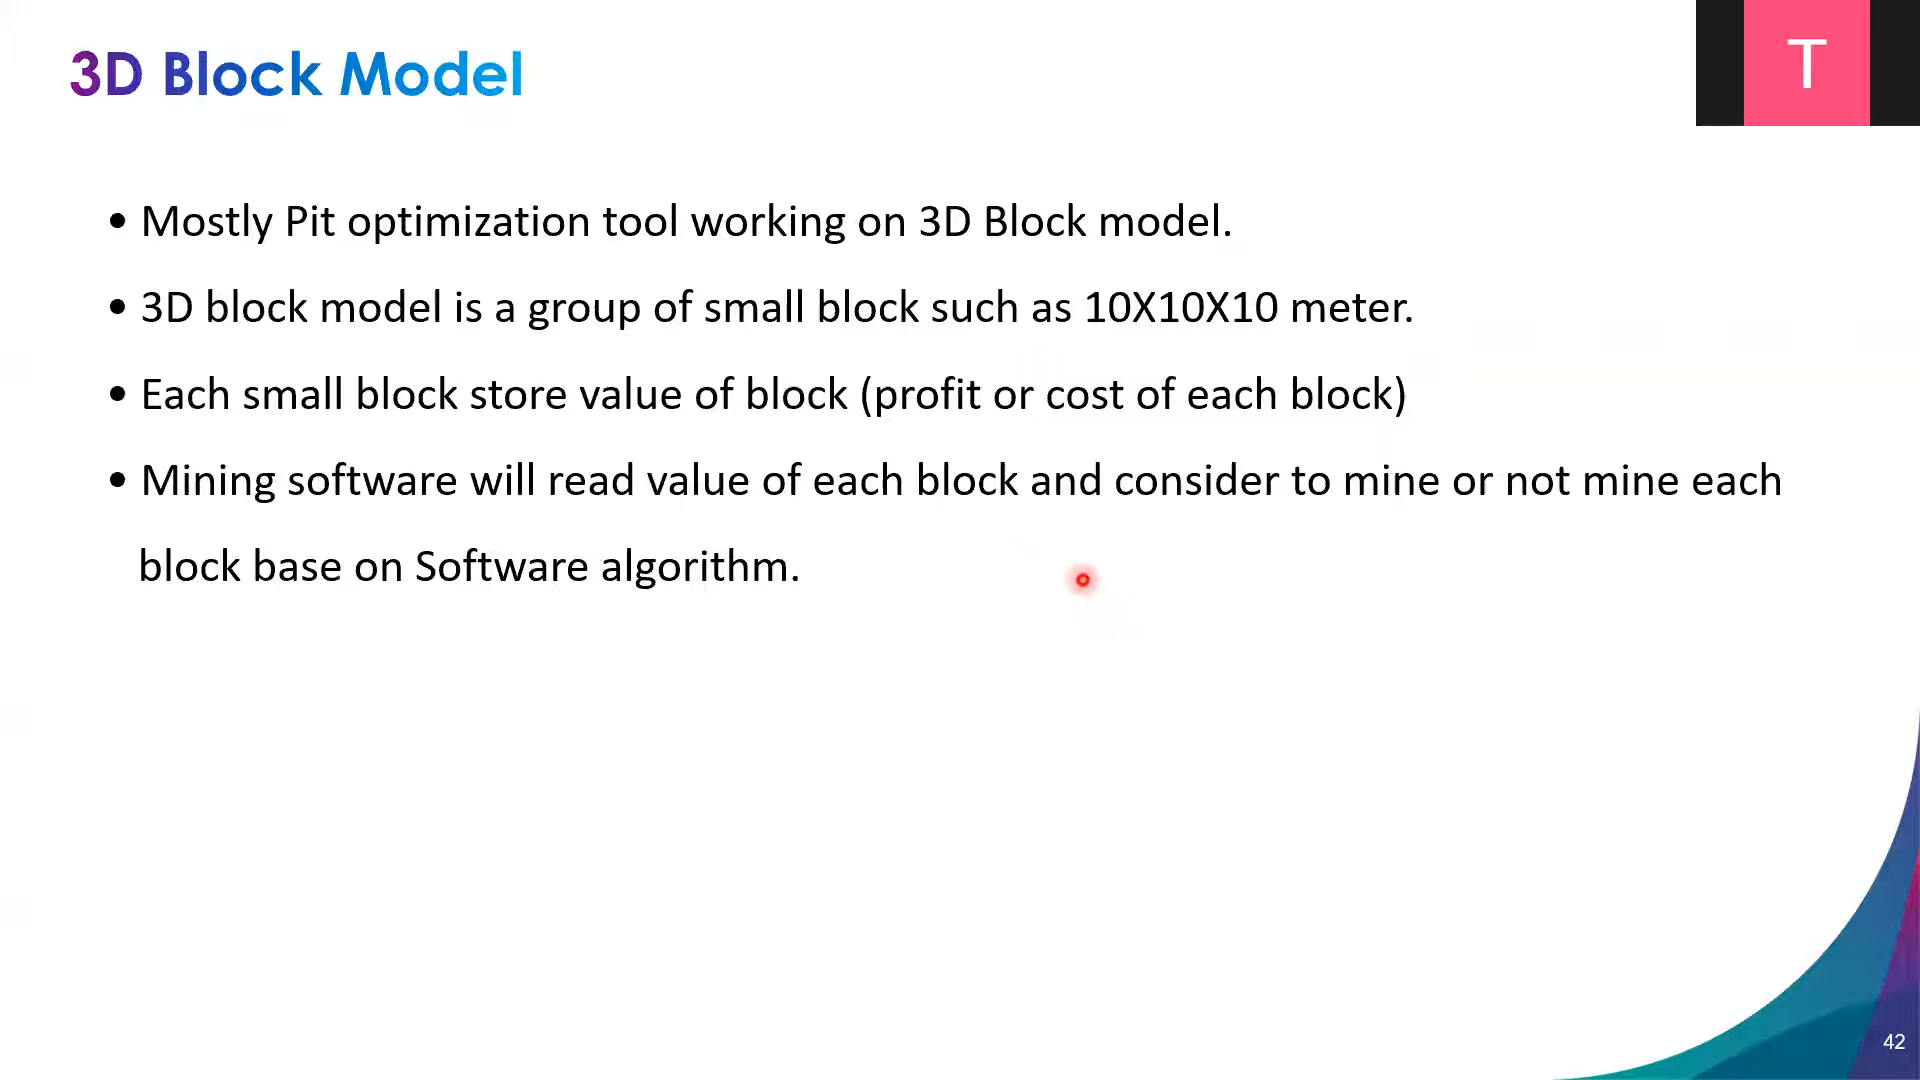 3D Block Model
T
• Mostly Pit optimization tool working on 3D Block model.
• 3D block model is a group of small block such as 10X10X10 meter.
• Each small block store value of block (profit or cost of each block)
• Mining software will read value of each block and consider to mine or not mine each
block base on Software algorithm.
42